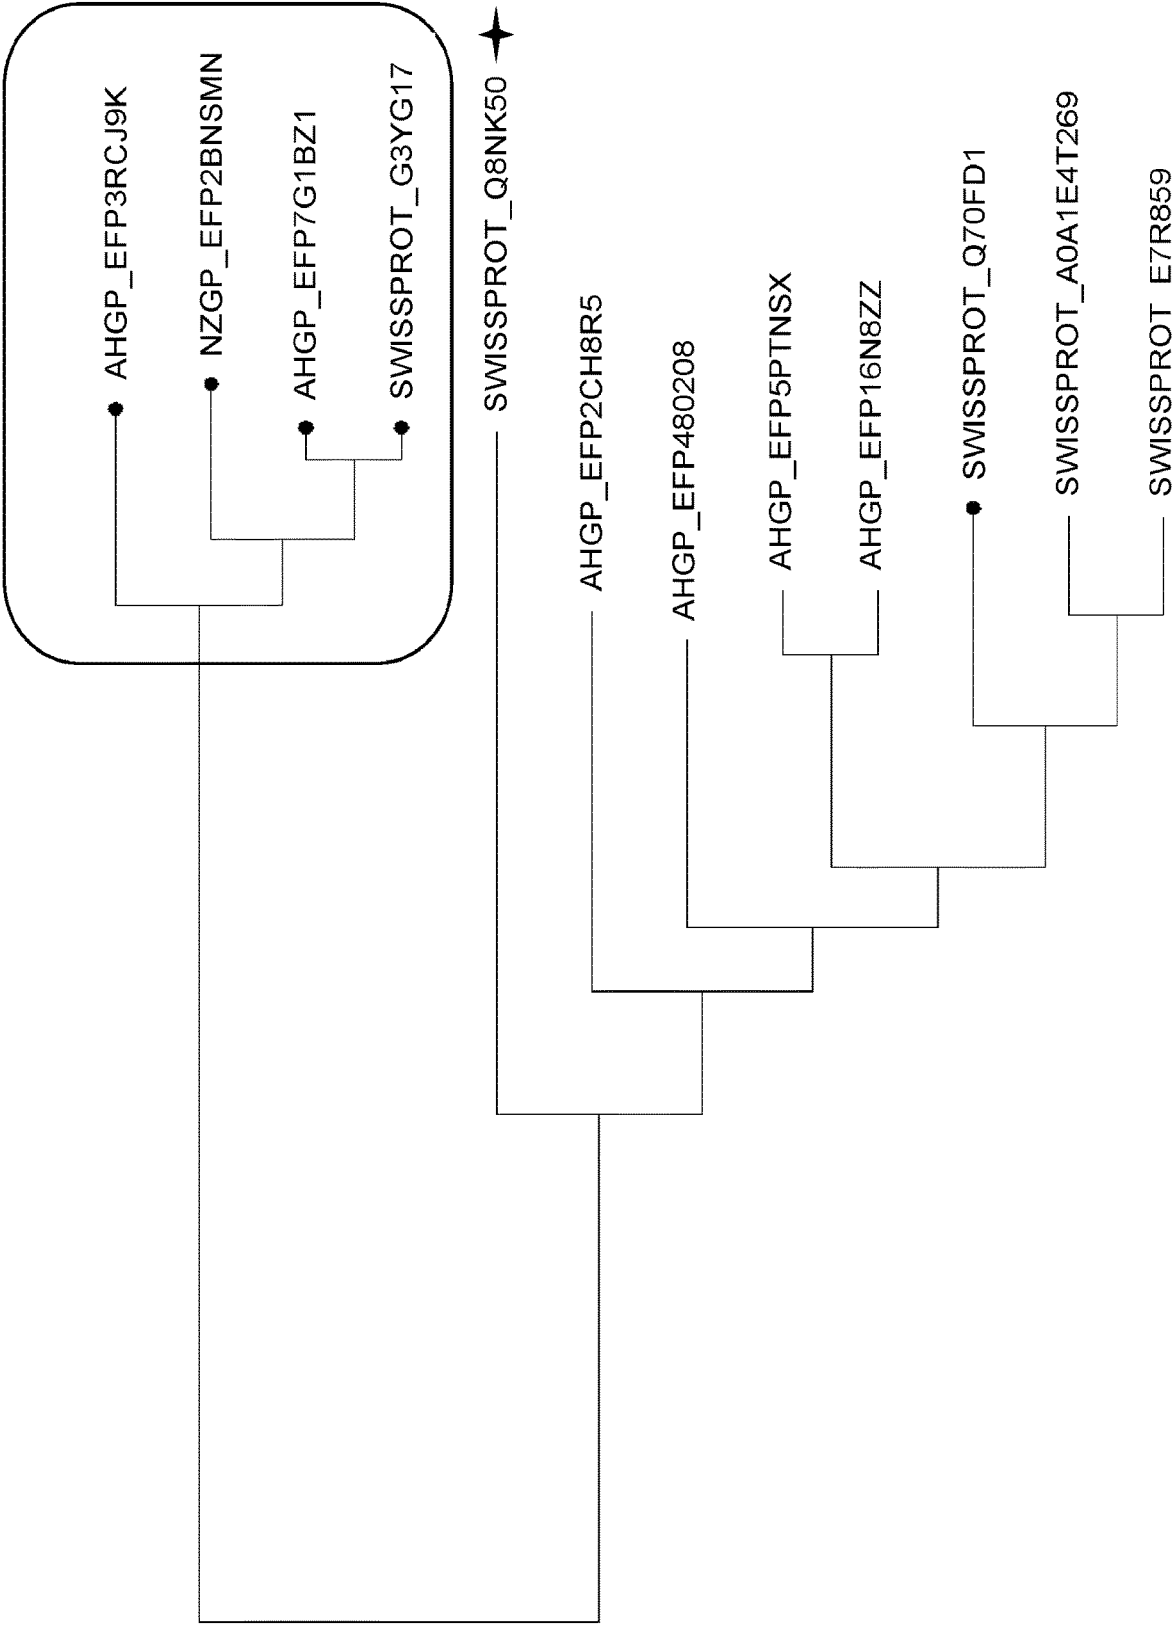 AHGP_EFP3RCJ9K
NZGP_EFP2BNSMN
AHGP_EFP7G1BZ1
SWISSPROT_G3YG17
SWISSPROT_Q8NK50
AHGP_EFP2CH8R5
AHGP_EFP480208
AHGP_EFP5PTNSX
AHGP_EFP16N8ZZ
SWISSPROT_Q70FD1
SWISSPROT_A0A1E4T269
SWISSPROT_E7R859